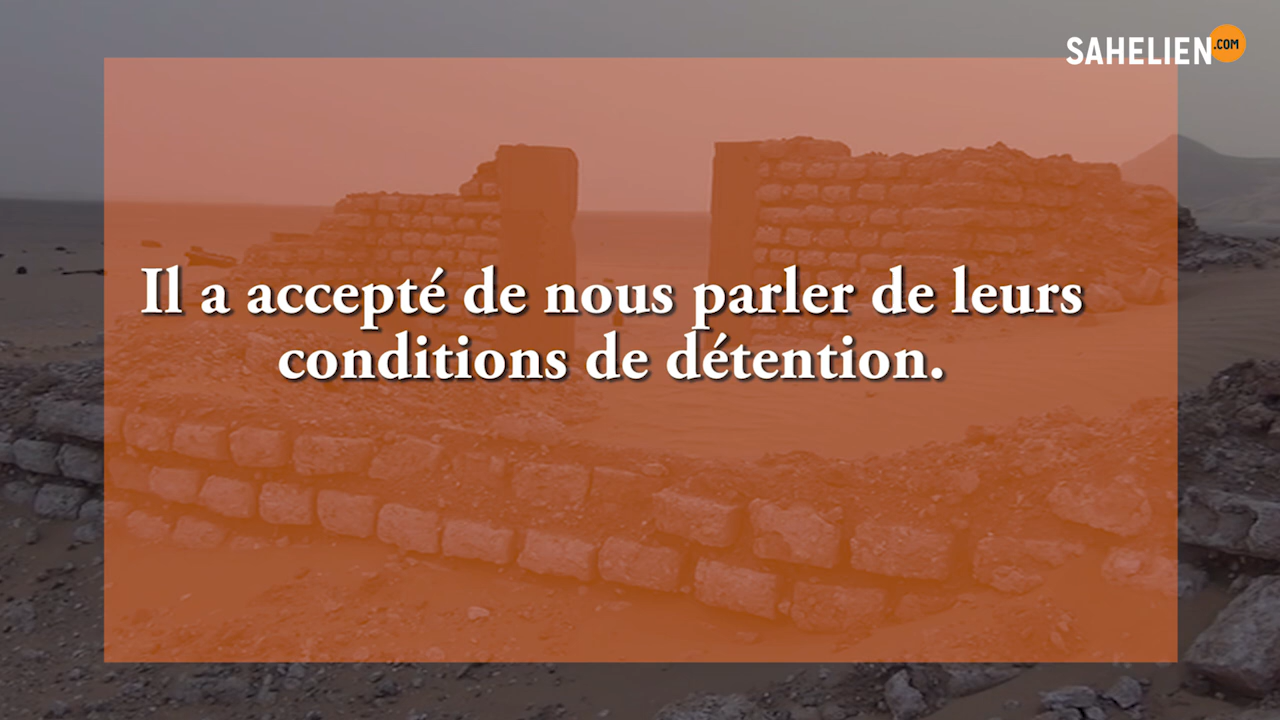 SAHELIEN.COM
Il a accepté de nous parler de leurs
conditions de détention.